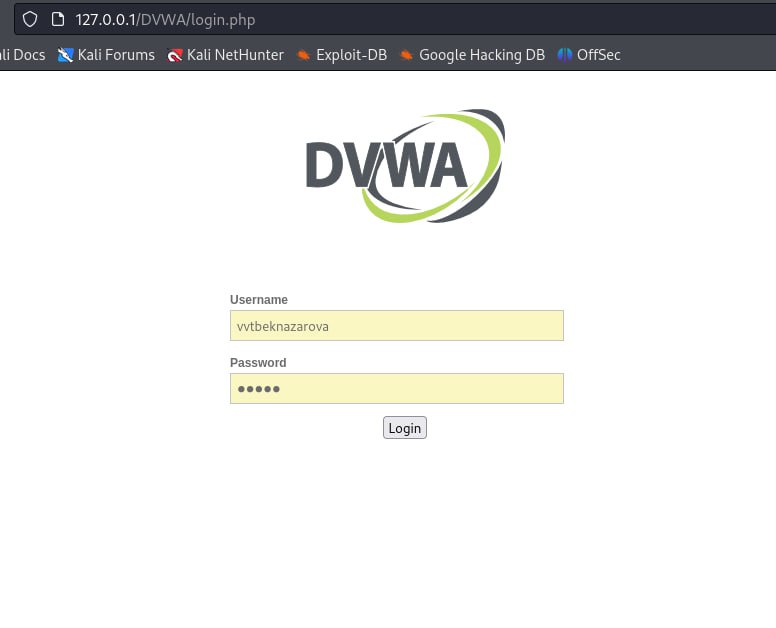 127.0.0.1/DVWA/login.php
ali Docs Kali Forums Kali NetHunter Exploit-DB Google Hacking DB OffSec
DVWA
Username
vvtbeknazarova
Password
●●●●●
Login